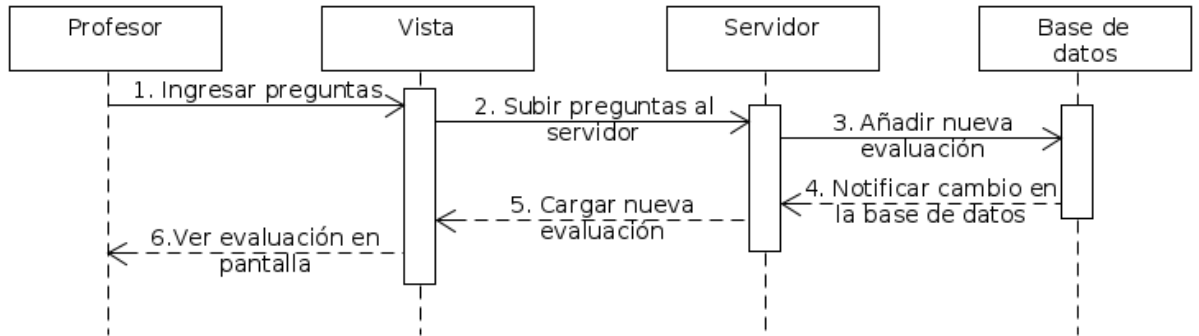 Profesor
Vista
Servidor
Base de
datos
1. Ingresar preguntas
2. Subir preguntas al
servidor
3. Añadir nueva
evaluación
4. Notificar cambio en
la base de datos
5. Cargar nueva
evaluación
6.Ver evaluación en
pantalla